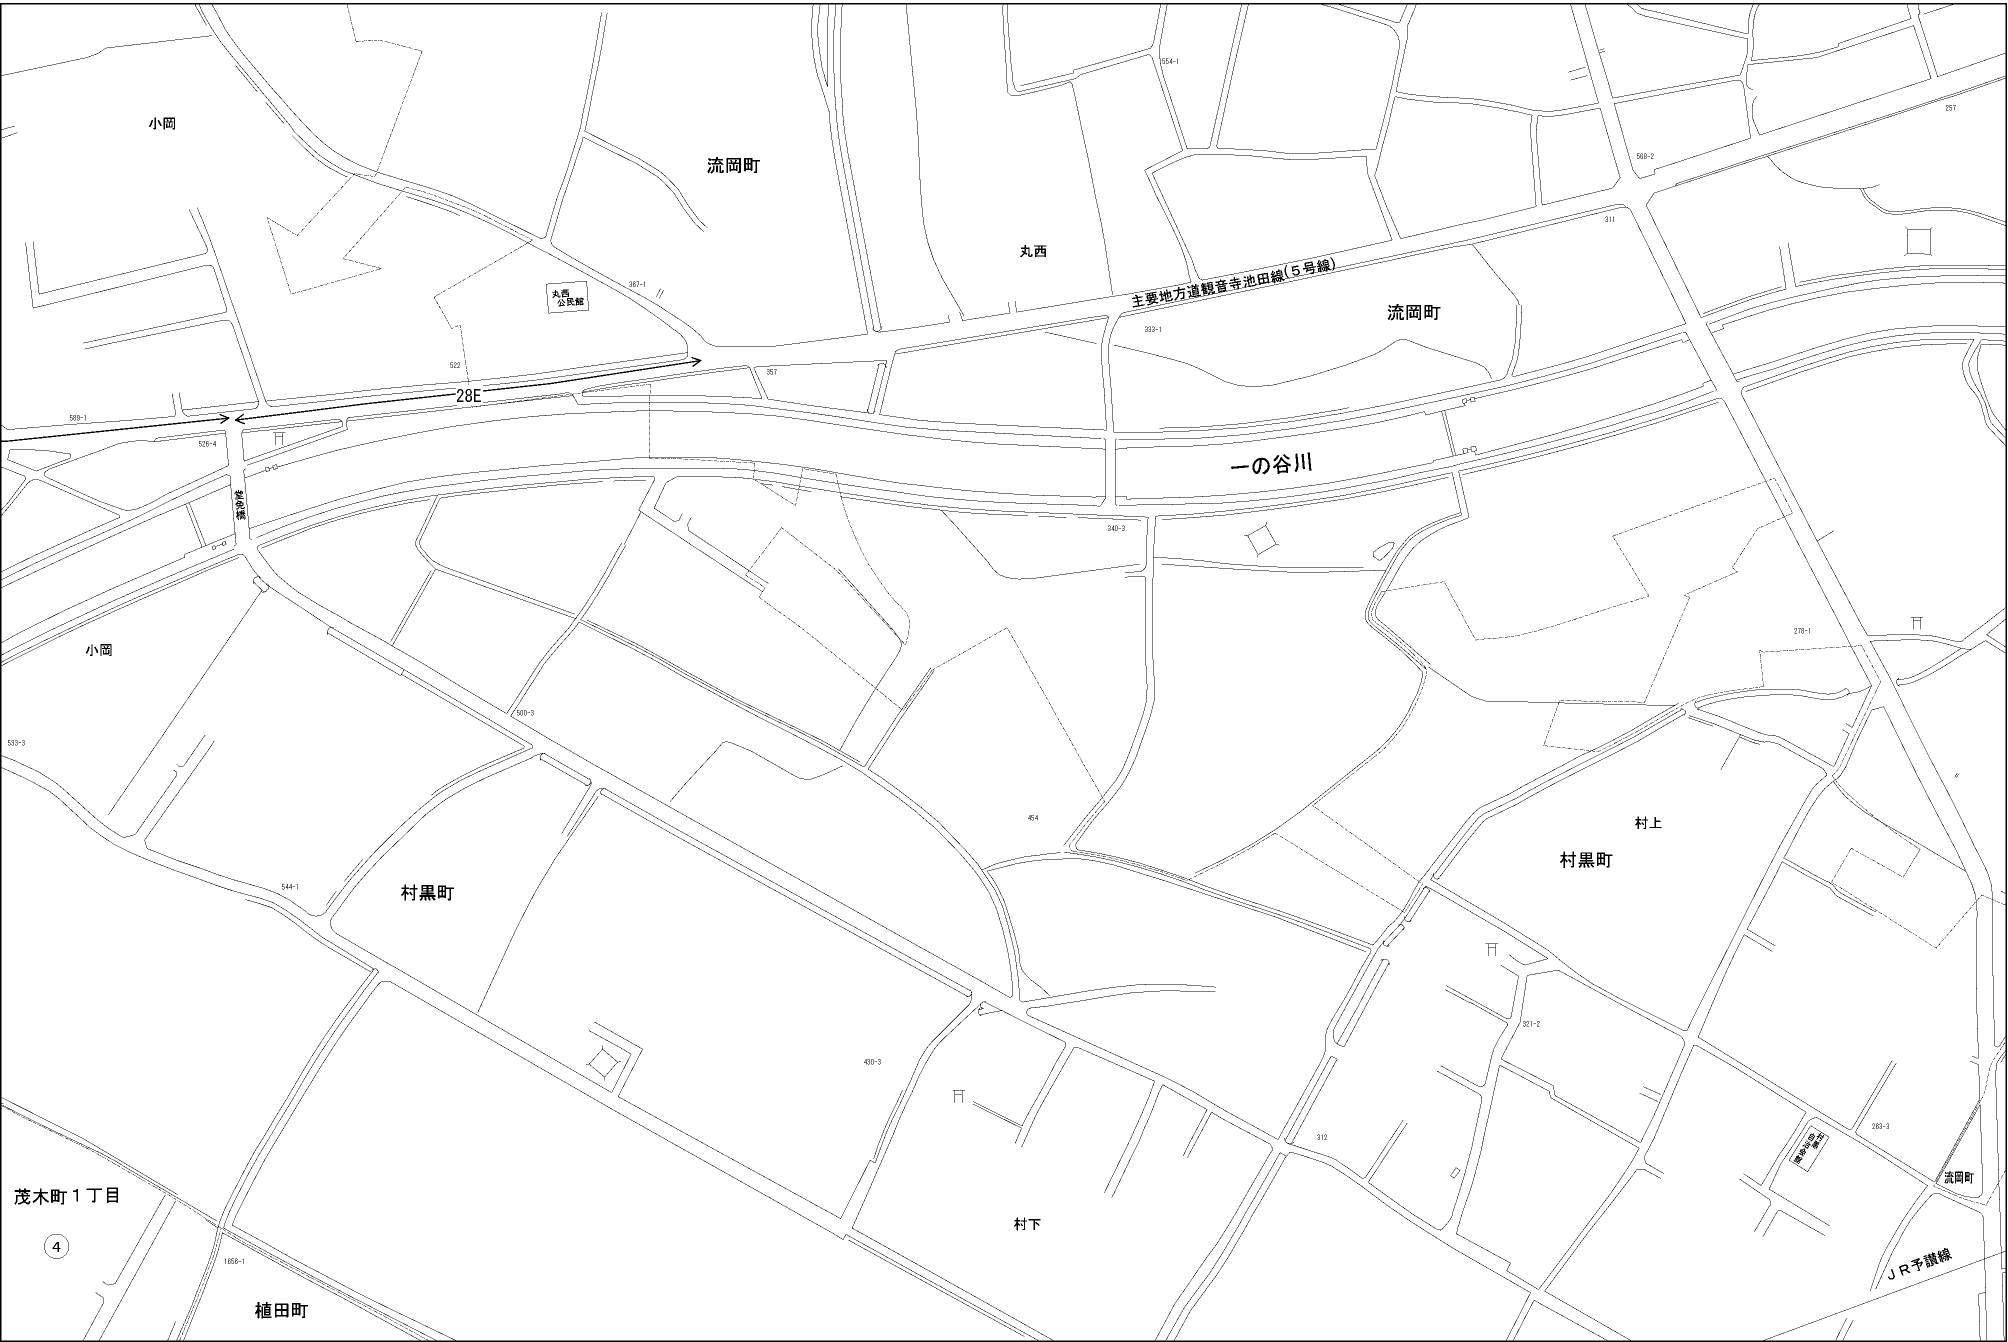 554-1
257
小岡
568-2
流岡町
311
丸西
主要地方道観音寺池田線(5号線)
367-1
丸西
公民館
流岡町
333-1
522
357
28E
589-1
526-4
一の谷川
340-3
278-1
小岡
500-3
533-3
454
村上
村黒町
544-1
村黒町
321-2
430-3
263-3
312
流岡町
茂木町1丁目
村下
4
1656-1
JR予讃線
植田町